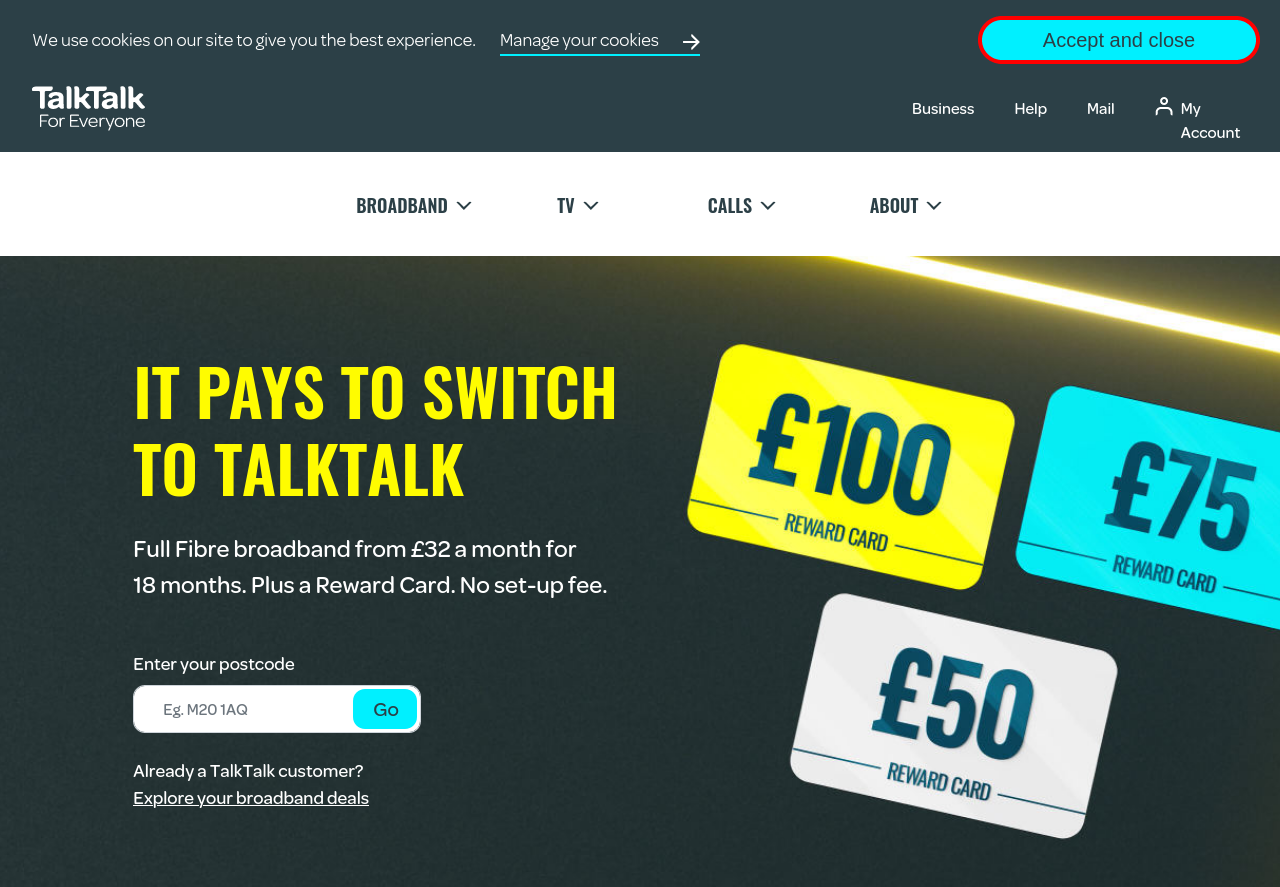 We use cookies on our site to give you the best experience. Manage your cookies
Accept and close
TalkTalk
For Everyone
Business Help Mail My Account
BROADBAND TV CALLS ABOUT
IT PAYS TO SWITCH
TO TALKTALK
Full Fibre broadband from £32 a month for
18 months. Plus a Reward Card. No set-up fee.
Enter your postcode
Eg. M20 1AQ Go
Already a TalkTalk customer?
Explore your broadband deals
£100
REWARD CARD
£75
REWARD CARD
£50
REWARD CARD